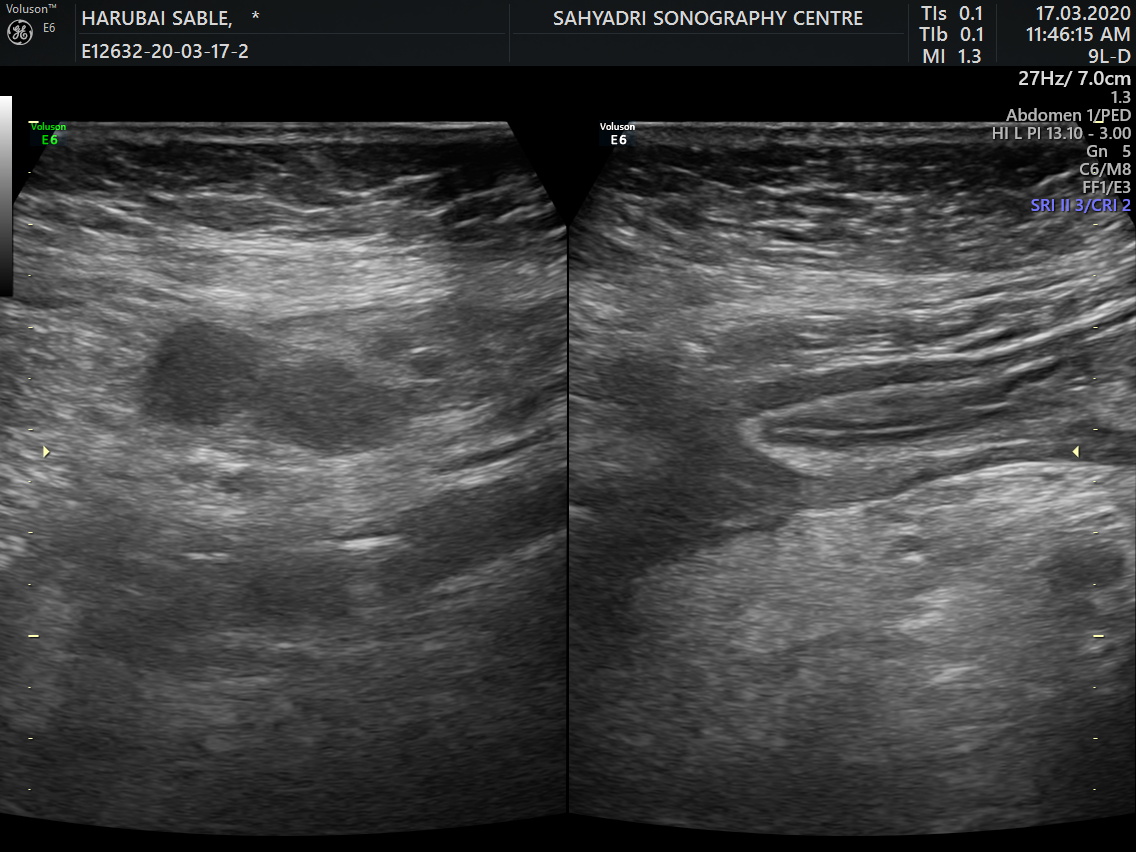 Voluson™
E6
HARUBAI SABLE, *
E12632-20-03-17-2
SAHYADRI SONOGRAPHY CENTRE
TIs 0.1
TIb 0.1
MI 1.3
17.03.2020
11:46:15 AM
9L-D
27Hz/ 7.0cm
1.3
Abdomen 1/PED
HI L PI 13.10 - 3.00
Gn 5
C6/M8
FF1/E3
SRI II 3/CRI 2
Voluson
E6
Voluson
E6